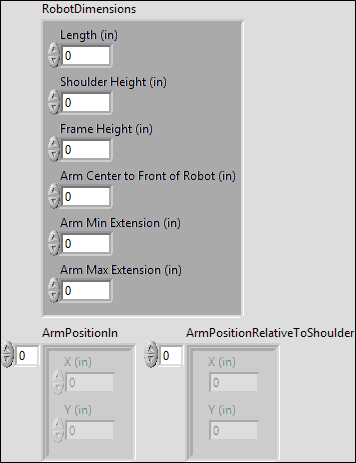 RobotDimensions
Length (in)
0
Shoulder Height (in)
0
Frame Height (in)
0
Arm Center to Front of Robot (in)
0
Arm Min Extension (in)
0
Arm Max Extension (in)
0
ArmPositionIn
0
X (in)
0
Y (in)
0
ArmPositionRelativeToShoulder
0
X (in)
0
Y (in)
0